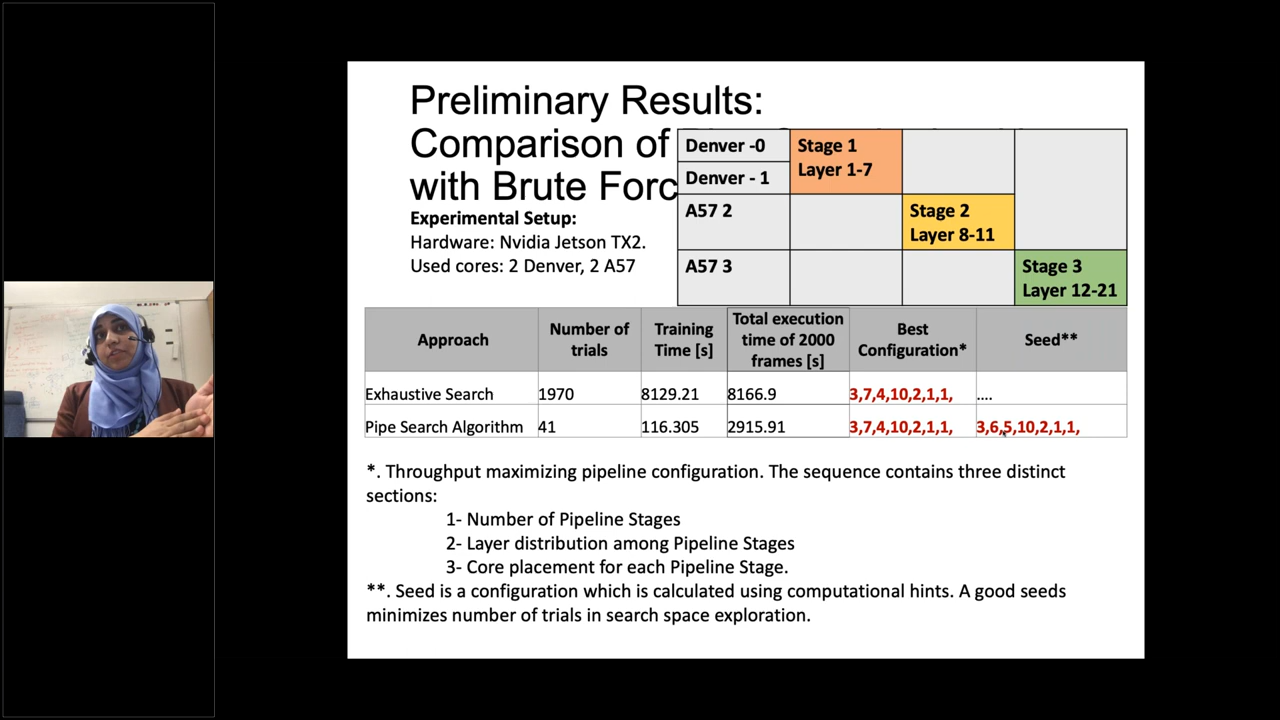 Preliminary Results:
Comparison of
with Brute Forc
Experimental Setup:
Hardware: Nvidia Jetson TX2.
Used cores: 2 Denver, 2 A57
Denver -0
Stage 1
Layer 1-7
Denver - 1
A57 2
Stage 2
Layer 8-11
A57 3
Stage 3
Layer 12-21
Approach
Number of
trials
Training
Time [s]
Total execution
time of 2000
frames [s]
Best
Configuration*
Seed**
Exhaustive Search 1970 8129.21 8166.9 3,7,4,10,2,1,1, ....
Pipe Search Algorithm 41 116.305 2915.91 3,7,4,10,2,1,1, 3,6,5,10,2,1,1,
*. Throughput maximizing pipeline configuration. The sequence contains three distinct
sections:
1- Number of Pipeline Stages
2- Layer distribution among Pipeline Stages
3- Core placement for each Pipeline Stage.
**. Seed is a configuration which is calculated using computational hints. A good seeds
minimizes number of trials in search space exploration.